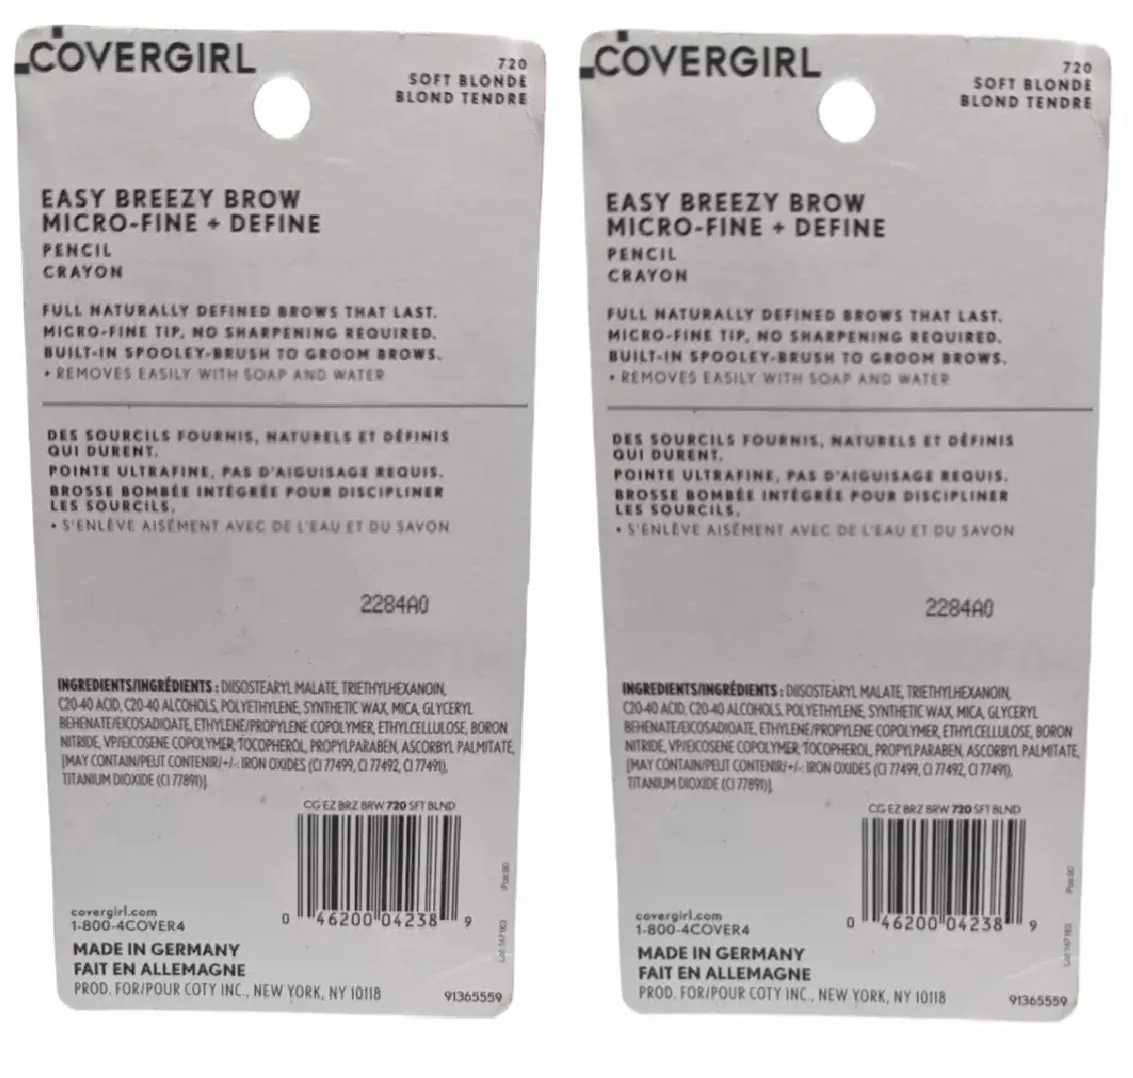 COVERGIRL
720
SOFT BLONDE
BLOND TENDRE
EASY BREEZY BROW
MICRO-FINE + DEFINE
PENCIL
CRAYON
FULL NATURALLY DEFINED BROWS THAT LAST.
MICRO-FINE TIP, NO SHARPENING REQUIRED.
BUILT-IN SPOOLEY-BRUSH TO GROOM BROWS.
• REMOVES EASILY WITH SOAP AND WATER
DES SOURCILS FOURNIS, NATURELS ET DÉFINIS
QUI DURENT.
POINTE ULTRAFINE, PAS D'AIGUISAGE REQUIS.
BROSSE BOMBÉE INTÉGRÉE POUR DISCIPLINER
LES SOURCILS.
• S'ENLÈVE AISÉMENT AVEC DE L'EAU ET DU SAVON
2284A0
INGREDIENTS/INGRÉDIENTS : DIISOSTEARYL MALATE, TRIETHYLHEXANOIN,
C20-40 ACID, C20-40 ALCOHOLS, POLYETHYLENE, SYNTHETIC WAX, MICA, GLYCERYL
BEHENATE/EICOSADIOATE, ETHYLENE/PROPYLENE COPOLYMER, ETHYLCELLULOSE, BORON
NITRIDE, VP/EICOSENE COPOLYMER, TOCOPHEROL, PROPYLPARABEN, ASCORBYL PALMITATE,
[MAY CONTAIN/PEUT CONTENIR/+/-: IRON OXIDES (CI 77499, CI 77492, CI 77491),
TITANIUM DIOXIDE (CI 77891)]
CG EZ BRZ BRW 720 SFT BLND
0 46200 04238 9
covergirl.com
1-800-4COVER4
MADE IN GERMANY
FAIT EN ALLEMAGNE
PROD. FOR/POUR COTY INC., NEW YORK, NY 10118
91365559
COVERGIRL
720
SOFT BLONDE
BLOND TENDRE
EASY BREEZY BROW
MICRO-FINE + DEFINE
PENCIL
CRAYON
FULL NATURALLY DEFINED BROWS THAT LAST.
MICRO-FINE TIP, NO SHARPENING REQUIRED.
BUILT-IN SPOOLEY-BRUSH TO GROOM BROWS.
• REMOVES EASILY WITH SOAP AND WATER
DES SOURCILS FOURNIS, NATURELS ET DÉFINIS
QUI DURENT.
POINTE ULTRAFINE, PAS D'AIGUISAGE REQUIS.
BROSSE BOMBÉE INTÉGRÉE POUR DISCIPLINER
LES SOURCILS.
• S'ENLÈVE AISÉMENT AVEC DE L'EAU ET DU SAVON
2284A0
INGREDIENTS/INGRÉDIENTS : DIISOSTEARYL MALATE, TRIETHYLHEXANOIN,
C20-40 ACID, C20-40 ALCOHOLS, POLYETHYLENE, SYNTHETIC WAX, MICA, GLYCERYL
BEHENATE/EICOSADIOATE, ETHYLENE/PROPYLENE COPOLYMER, ETHYLCELLULOSE, BORON
NITRIDE, VP/EICOSENE COPOLYMER, TOCOPHEROL, PROPYLPARABEN, ASCORBYL PALMITATE,
[MAY CONTAIN/PEUT CONTENIR/+/-: IRON OXIDES (CI 77499, CI 77492, CI 77491),
TITANIUM DIOXIDE (CI 77891)]
CG EZ BRZ BRW 720 SFT BLND
0 46200 04238 9
covergirl.com
1-800-4COVER4
MADE IN GERMANY
FAIT EN ALLEMAGNE
PROD. FOR/POUR COTY INC., NEW YORK, NY 10118
91365559